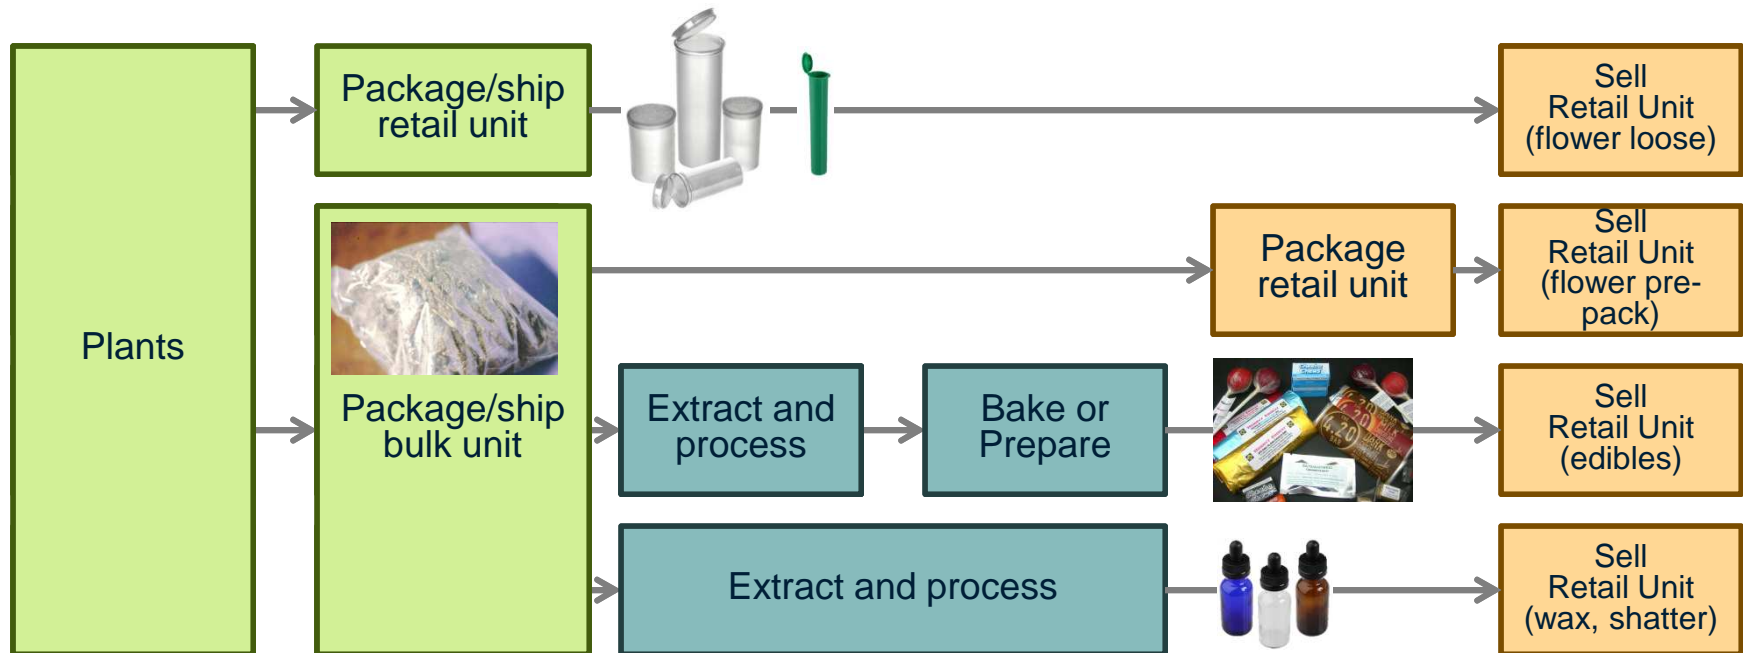 Plants
Package/ship
retail unit
Sell
Retail Unit
(flower loose)
Package/ship
bulk unit
Package
retail unit
Sell
Retail Unit
(flower pre-
pack)
Extract and
process
Bake or
Prepare
4.20
Sell
Retail Unit
(edibles)
Extract and process
Sell
Retail Unit
(wax, shatter)